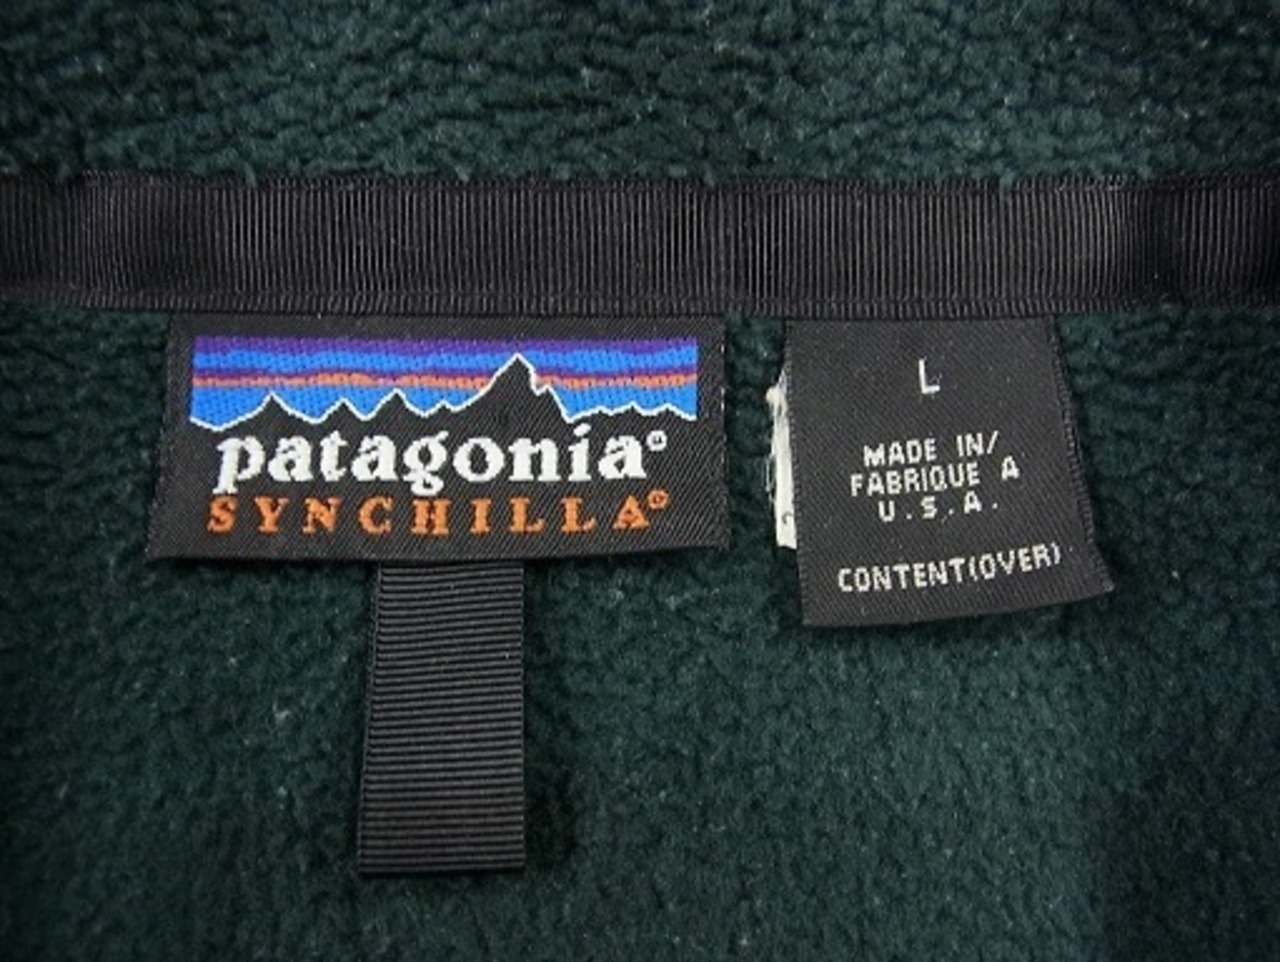 patagonia®
SYNCHILLA®
L
MADE IN/
FABRIQUE A
U.S.A.
CONTENT(OVER)